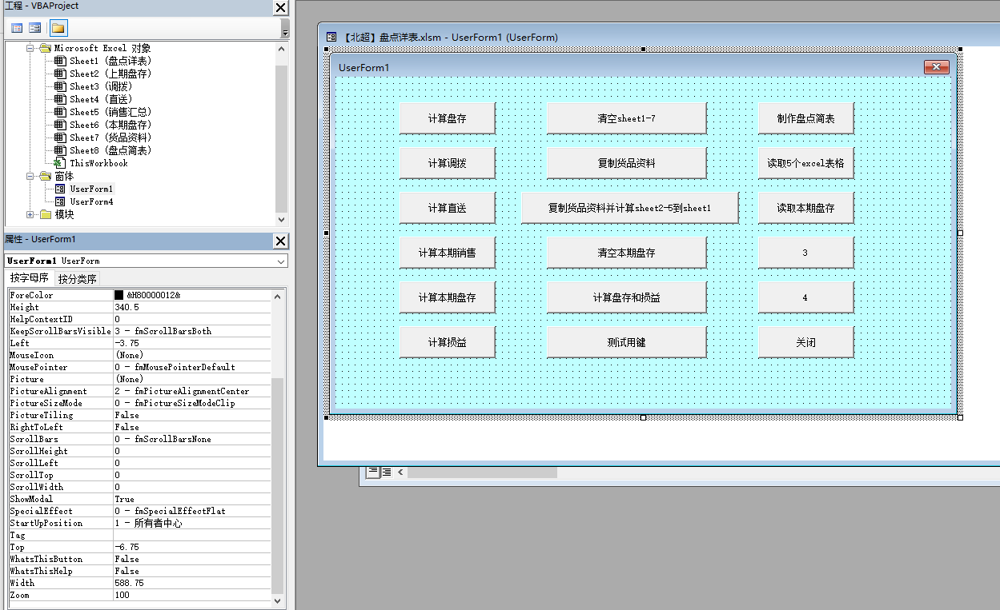 工程 - VBAProject
Microsoft Excel 对象
Sheet1 (盘点详表)
Sheet2 (上期盘存)
Sheet3 (调拨)
Sheet4 (直送)
Sheet5 (销售汇总)
Sheet6 (本期盘存)
Sheet7 (货品资料)
Sheet8 (盘点简表)
ThisWorkbook
窗体
UserForm1
UserForm4
模块
属性 - UserForm1
UserForm1 UserForm
按字母序 按分类序
ForeColor &H80000012&
Height 340.5
HelpContextID 0
KeepScrollBarsVisible 3 - fmScrollBarsBoth
Left -3.75
MouseIcon (None)
MousePointer 0 - fmMousePointerDefault
Picture (None)
PictureAlignment 2 - fmPictureAlignmentCenter
PictureSizeMode 0 - fmPictureSizeModeClip
PictureTiling False
RightToLeft False
ScrollBars 0 - fmScrollBarsNone
ScrollHeight 0
ScrollLeft 0
ScrollTop 0
ScrollWidth 0
ShowModal True
SpecialEffect 0 - fmSpecialEffectFlat
StartUpPosition 1 - 所有者中心
Tag
Top -6.75
WhatsThisButton False
WhatsThisHelp False
Width 588.75
Zoom 100
【北超】盘点详表.xlsm - UserForm1 (UserForm)
UserForm1
计算盘存 清空sheet1-7 制作盘点简表
计算调拨 复制货品资料 读取5个excel表格
计算直送 复制货品资料并计算sheet2-5到sheet1 读取本期盘存
计算本期销售 清空本期盘存 3
计算本期盘存 计算盘存和损益 4
计算损益 测试用键 关闭